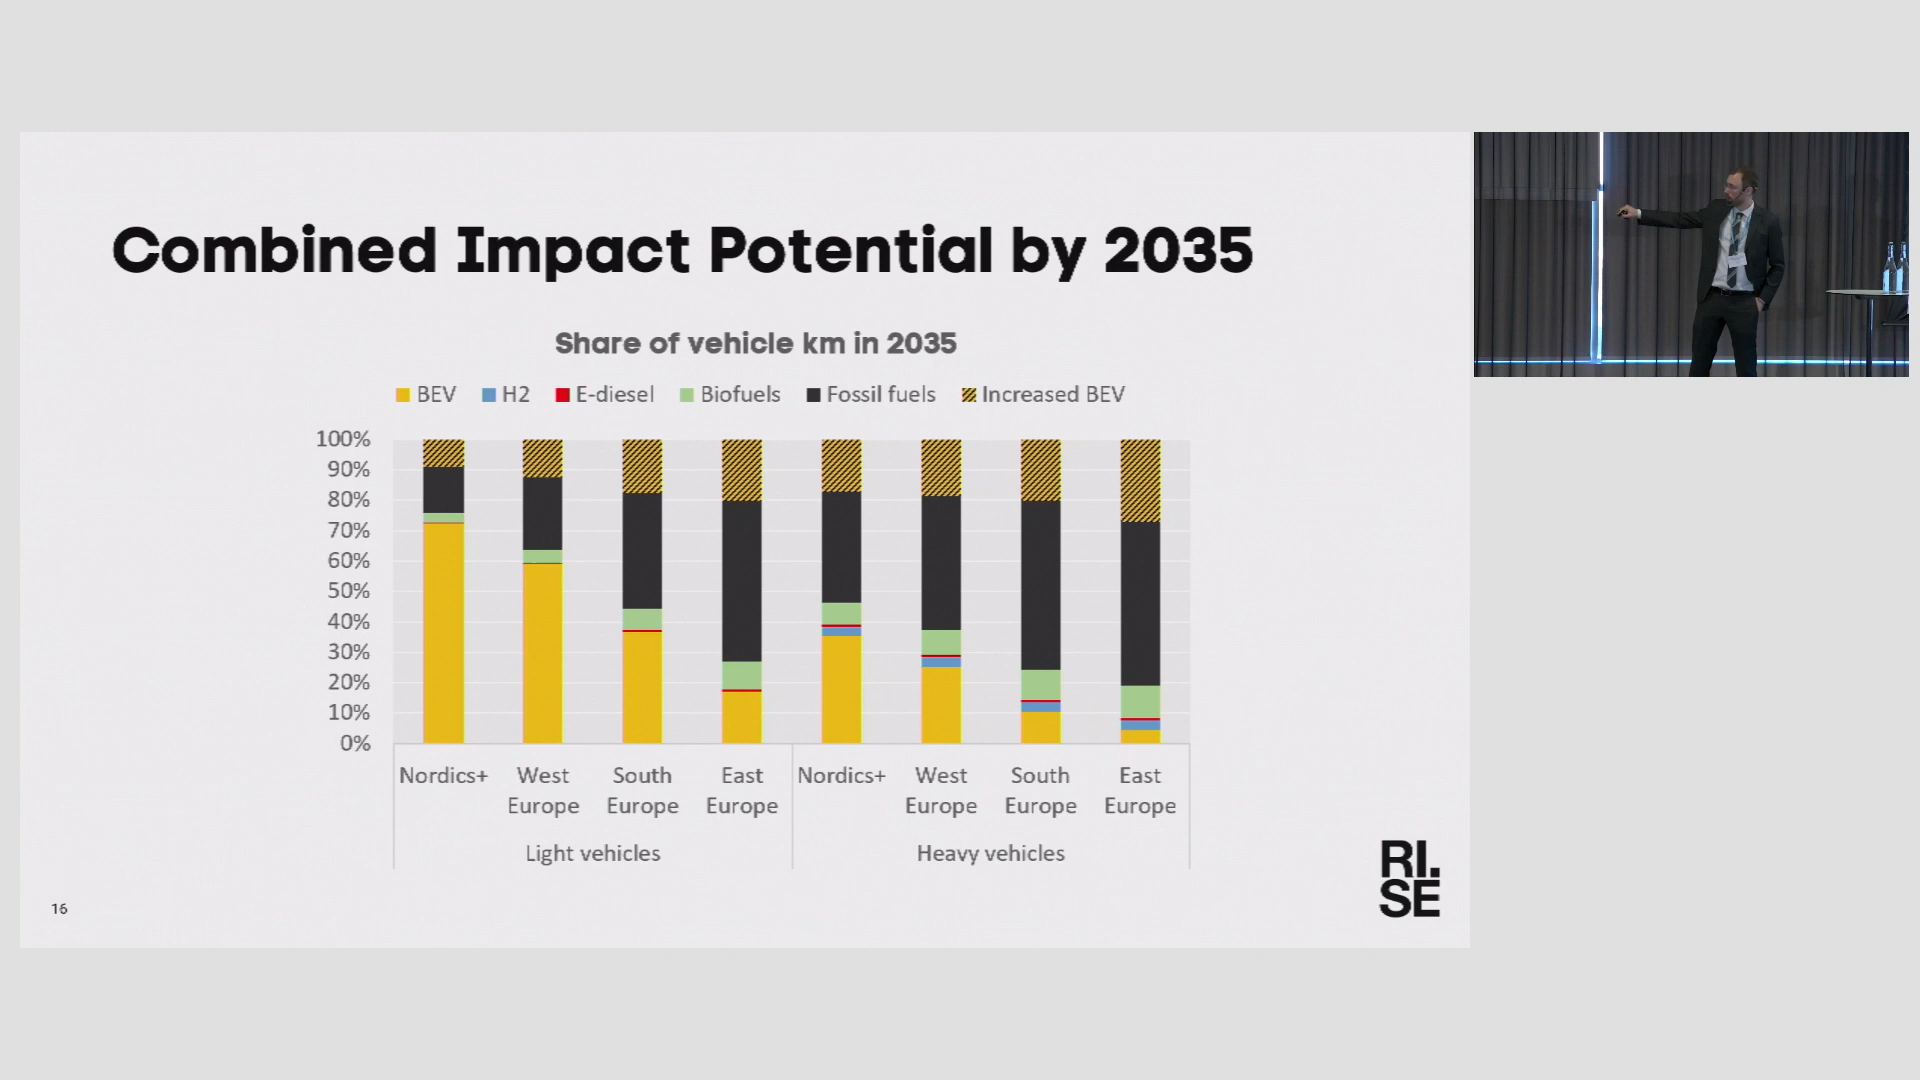 Combined Impact Potential by 2035
Share of vehicle km in 2035
BEV H2 E-diesel Biofuels Fossil fuels Increased BEV
100%
90%
80%
70%
60%
50%
40%
30%
20%
10%
0%
Nordics+ West Europe South Europe East Europe Nordics+ West Europe South Europe East Europe
Light vehicles Heavy vehicles
16
RI.
SE